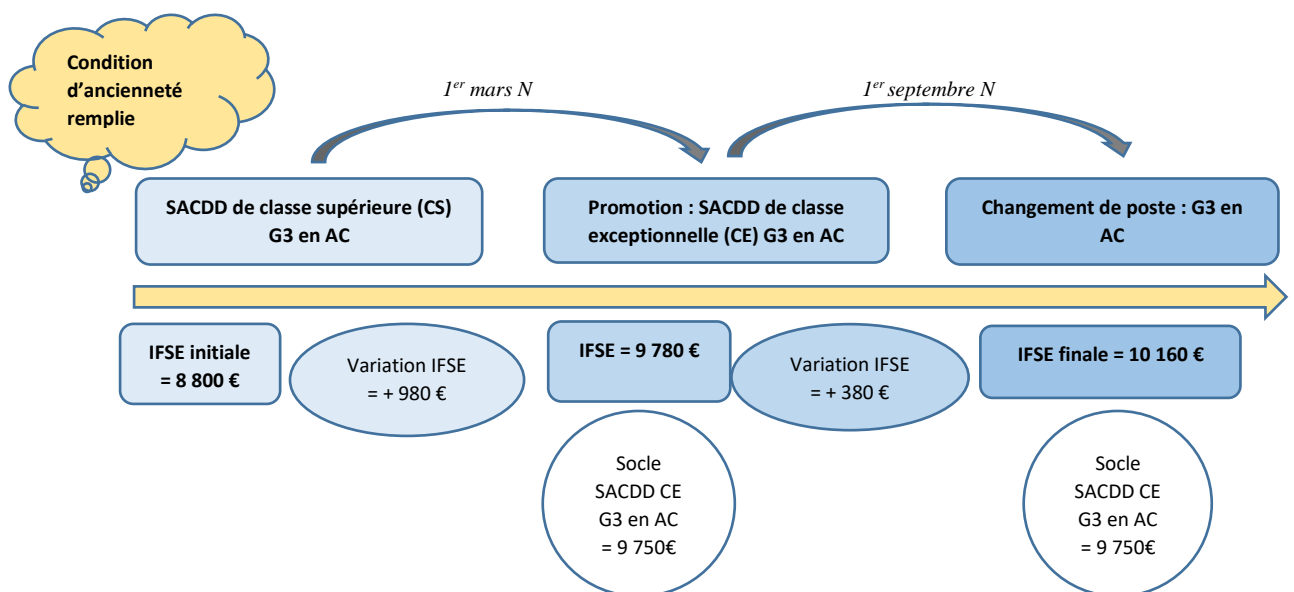 Condition
d'ancienneté
remplie
1er mars N
1er septembre N
SACDD de classe supérieure (CS)
G3 en AC
Promotion : SACDD de classe
exceptionnelle (CE) G3 en AC
Changement de poste : G3 en
AC
IFSE initiale
= 8 800 €
Variation IFSE
= + 980 €
IFSE = 9 780 €
Variation IFSE
= + 380 €
IFSE finale = 10 160 €
Socle
SACDD CE
G3 en AC
= 9 750€
Socle
SACDD CE
G3 en AC
= 9 750€